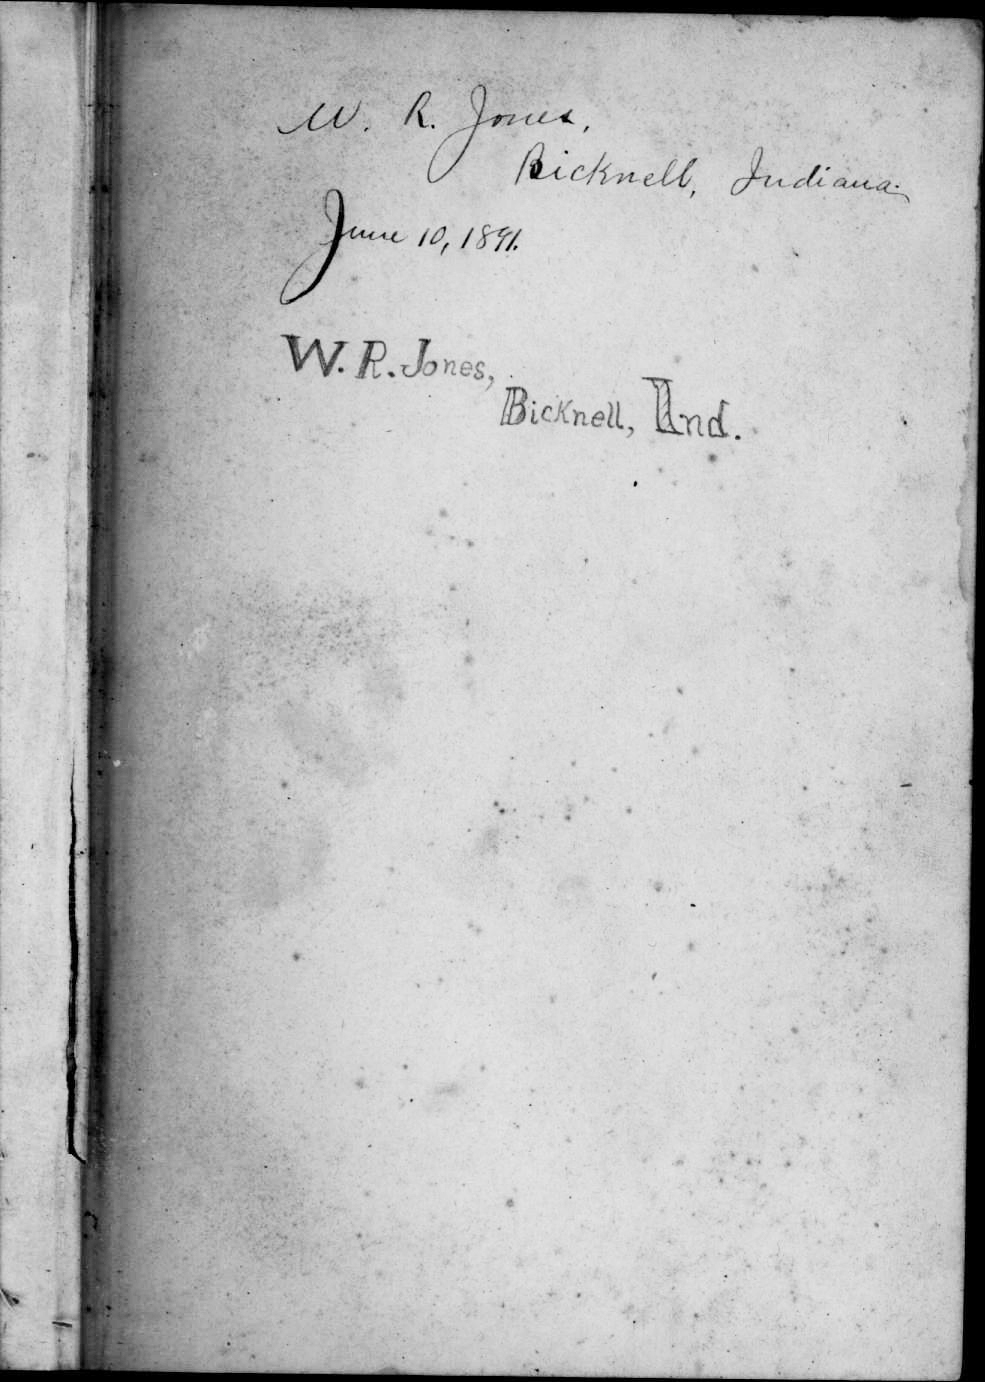 W. R. Jones,
Bicknell, Indiana.
June 10, 1891.
W. R. Jones,
Bicknell, Ind.